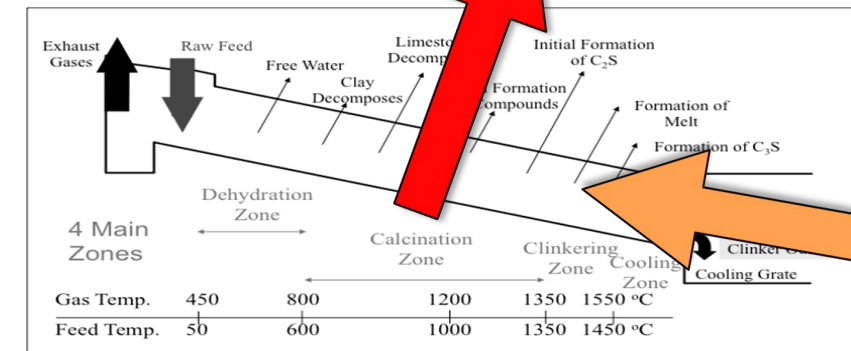 Exhaust
Gases
Raw Feed
Free Water
Clay
Decomposes
Initial Formation
of C₂S
Formation
Formation of
Melt
Formation of C₃S
Dehydration
Zone
4 Main
Zones
Calcination
Zone
Clinkering
Zone
Cooling
Zone
Clinker
Cooling Grate
Gas Temp. 450 800 1200 1350 1550 ºC
Feed Temp. 50 600 1000 1350 1450 ºC